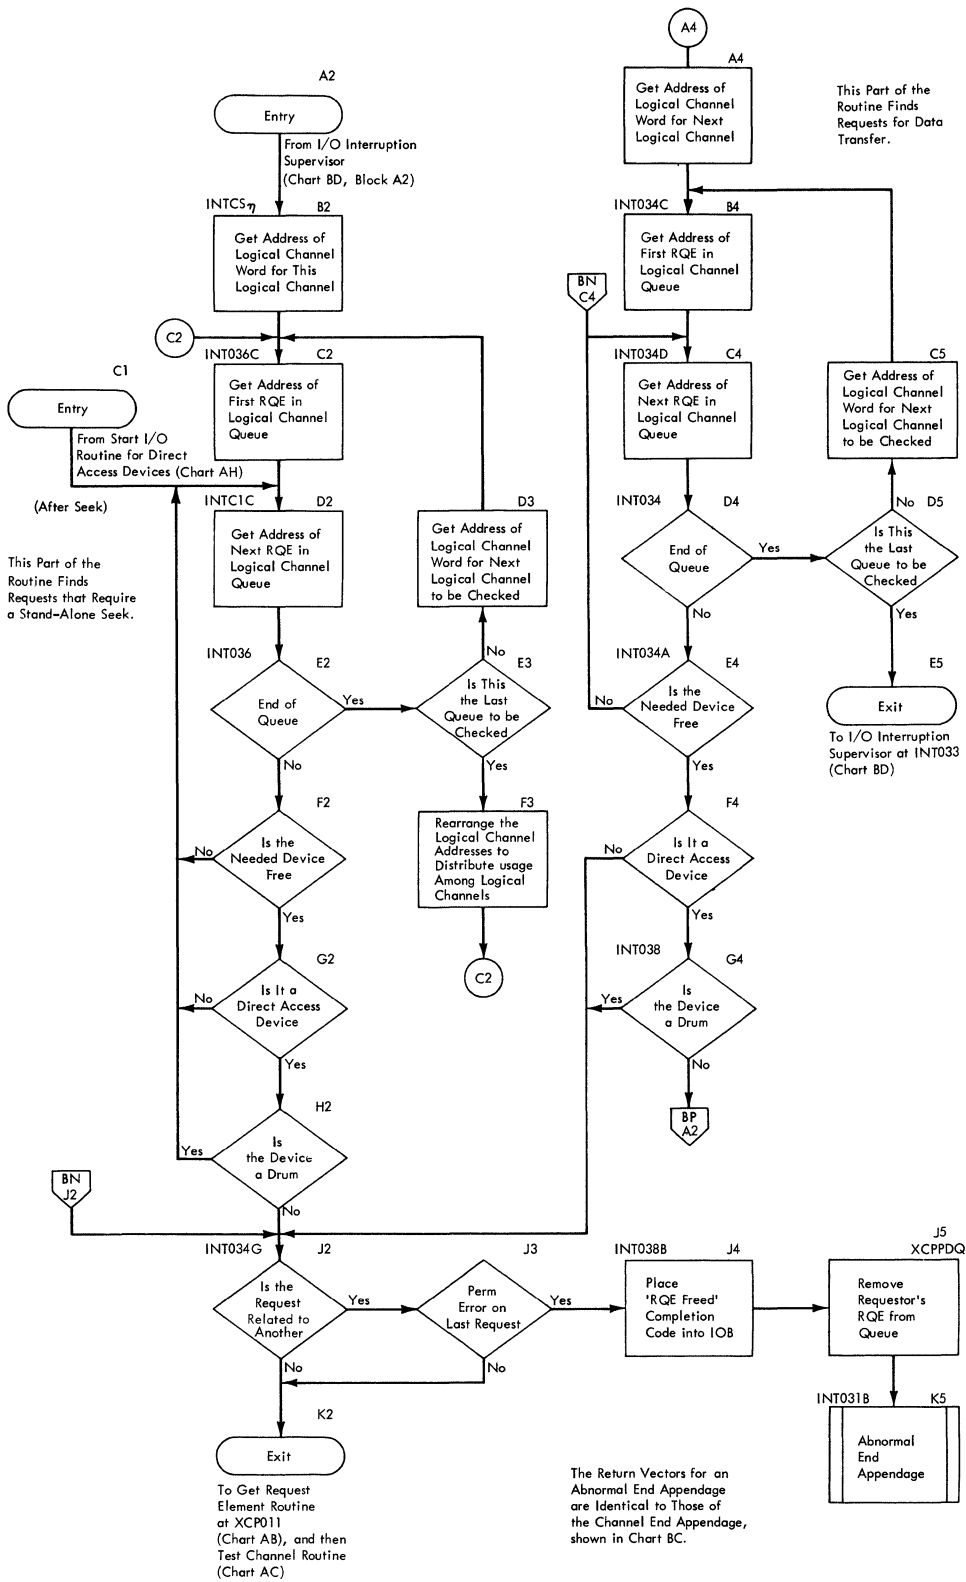 A4
A2
Entry
From I/O Interruption
Supervisor
(Chart BD, Block A2)
A4
Get Address of
Logical Channel
Word for Next
Logical Channel
This Part of the
Routine Finds
Requests for Data
Transfer.
INTCSη
B2
Get Address of
Logical Channel
Word for This
Logical Channel
INT034C
B4
Get Address of
First RQE in
Logical Channel
Queue
BN
C4
C2
INT036C
C2
Get Address of
First RQE in
Logical Channel
Queue
INT034D
C4
Get Address of
Next RQE in
Logical Channel
Queue
C5
Get Address of
Logical Channel
Word for Next
Logical Channel
to be Checked
C1
Entry
From Start I/O
Routine for Direct
Access Devices (Chart AH)
(After Seek)
INTC1C
D2
Get Address of
Next RQE in
Logical Channel
Queue
D3
Get Address of
Logical Channel
Word for Next
Logical Channel
to be Checked
INT034
D4
End of
Queue
Yes
No
No
D5
Is This
the Last
Queue to be
Checked
Yes
This Part of the
Routine Finds
Requests that Require
a Stand-Alone Seek.
INT036
E2
End of
Queue
Yes
No
No
E3
Is This
the Last
Queue to be
Checked
Yes
INT034A
E4
Is the
Needed Device
Free
No
Yes
E5
Exit
To I/O Interruption
Supervisor at INT033
(Chart BD)
F2
Is the
Needed Device
Free
No
Yes
F3
Rearrange the
Logical Channel
Addresses to
Distribute usage
Among Logical
Channels
C2
F4
Is It a
Direct Access
Device
No
Yes
G2
Is It a
Direct Access
Device
No
Yes
INT038
G4
Is
the Device
a Drum
Yes
No
BP
A2
H2
Is
the Device
a Drum
Yes
No
BN
J2
INT034G
J2
Is the
Request
Related to
Another
Yes
No
J3
Perm
Error on
Last Request
Yes
No
INT038B
J4
Place
'RQE Freed'
Completion
Code into IOB
J5
XCPPDQ
Remove
Requestor's
RQE from
Queue
K2
Exit
To Get Request
Element Routine
at XCP011
(Chart AB), and then
Test Channel Routine
(Chart AC)
INT031B
K5
Abnormal
End
Appendage
The Return Vectors for an
Abnormal End Appendage
are Identical to Those of
the Channel End Appendage,
shown in Chart BC.